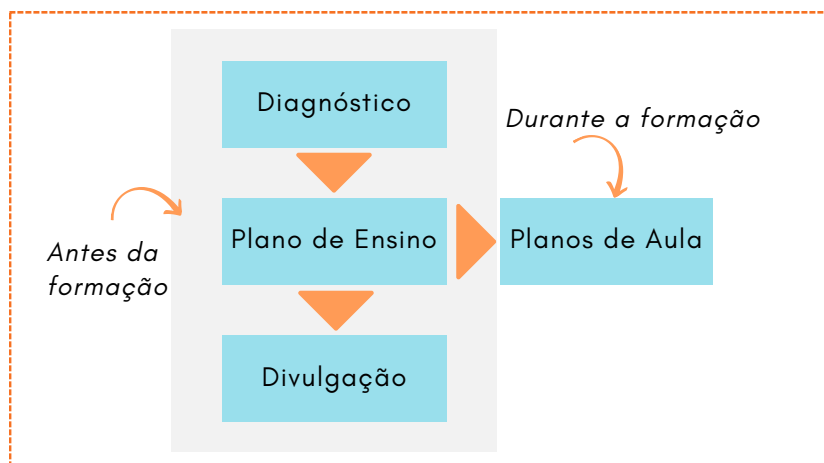 Diagnóstico
Durante a formação
Antes da
formação
Plano de Ensino
Planos de Aula
Divulgação